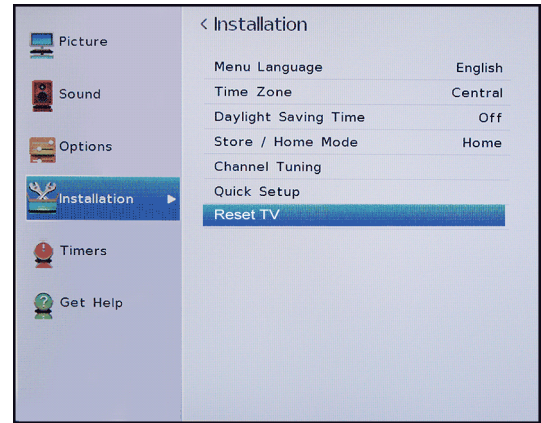 Picture
Sound
Options
Installation
Timers
Get Help
< Installation
Menu Language English
Time Zone Central
Daylight Saving Time Off
Store / Home Mode Home
Channel Tuning
Quick Setup
Reset TV